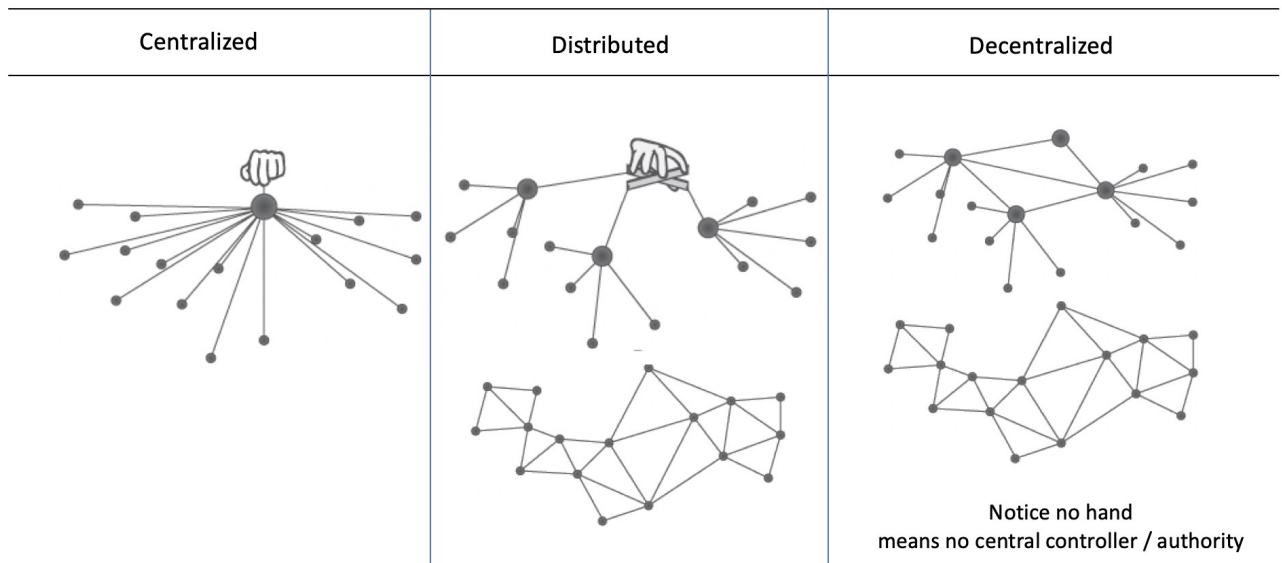 Centralized
Distributed
Decentralized
Notice no hand
means no central controller / authority